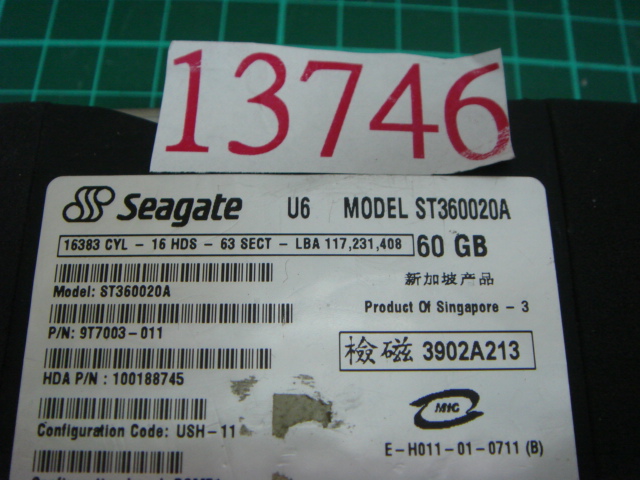 13746
Seagate U6 MODEL ST360020A
16383 CYL - 16 HDS - 63 SECT - LBA 117,231,408 60 GB
Model: ST360020A
新加坡产品
Product Of Singapore - 3
P/N: 9T7003-011
檢磁 3902A213
HDA P/N : 100188745
MIC
Configuration Code: USH-11
E-H011-01-0711 (B)